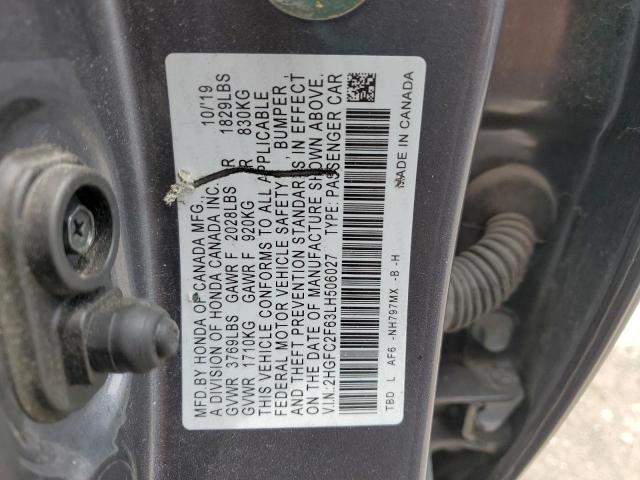 MFD BY HONDA OF CANADA MFG., 10/19
A DIVISION OF HONDA CANADA INC.
GVWR 3769LBS GAWR F 2028LBS R 1829LBS
GVWR 1710KG GAWR F 920KG R 830KG
THIS VEHICLE CONFORMS TO ALL APPLICABLE
FEDERAL MOTOR VEHICLE SAFETY, BUMPER,
AND THEFT PREVENTION STANDARDS IN EFFECT
ON THE DATE OF MANUFACTURE SHOWN ABOVE.
V.I.N.:2HGFC2F63LH506027 TYPE: PASSENGER CAR
TBD L AF6 -NH797MX -B -H MADE IN CANADA